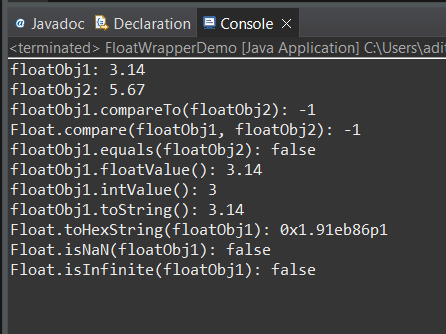 @ Javadoc Declaration Console
<terminated> FloatWrapperDemo [Java Application] C:\Users\adit
floatObj1: 3.14
floatObj2: 5.67
floatObj1.compareTo(floatObj2): -1
Float.compare(floatObj1, floatObj2): -1
floatObj1.equals(floatObj2): false
floatObj1.floatValue(): 3.14
floatObj1.intValue(): 3
floatObj1.toString(): 3.14
Float.toHexString(floatObj1): 0x1.91eb86p1
Float.isNaN(floatObj1): false
Float.isInfinite(floatObj1): false